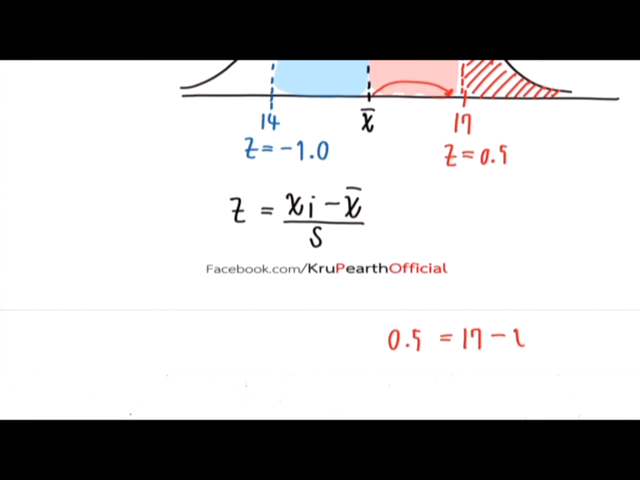 14 x̄ 17
Z = -1.0 Z = 0.5
Z = xi - x̄
S
Facebook.com/KruPearthOfficial
0.5 = 17 -